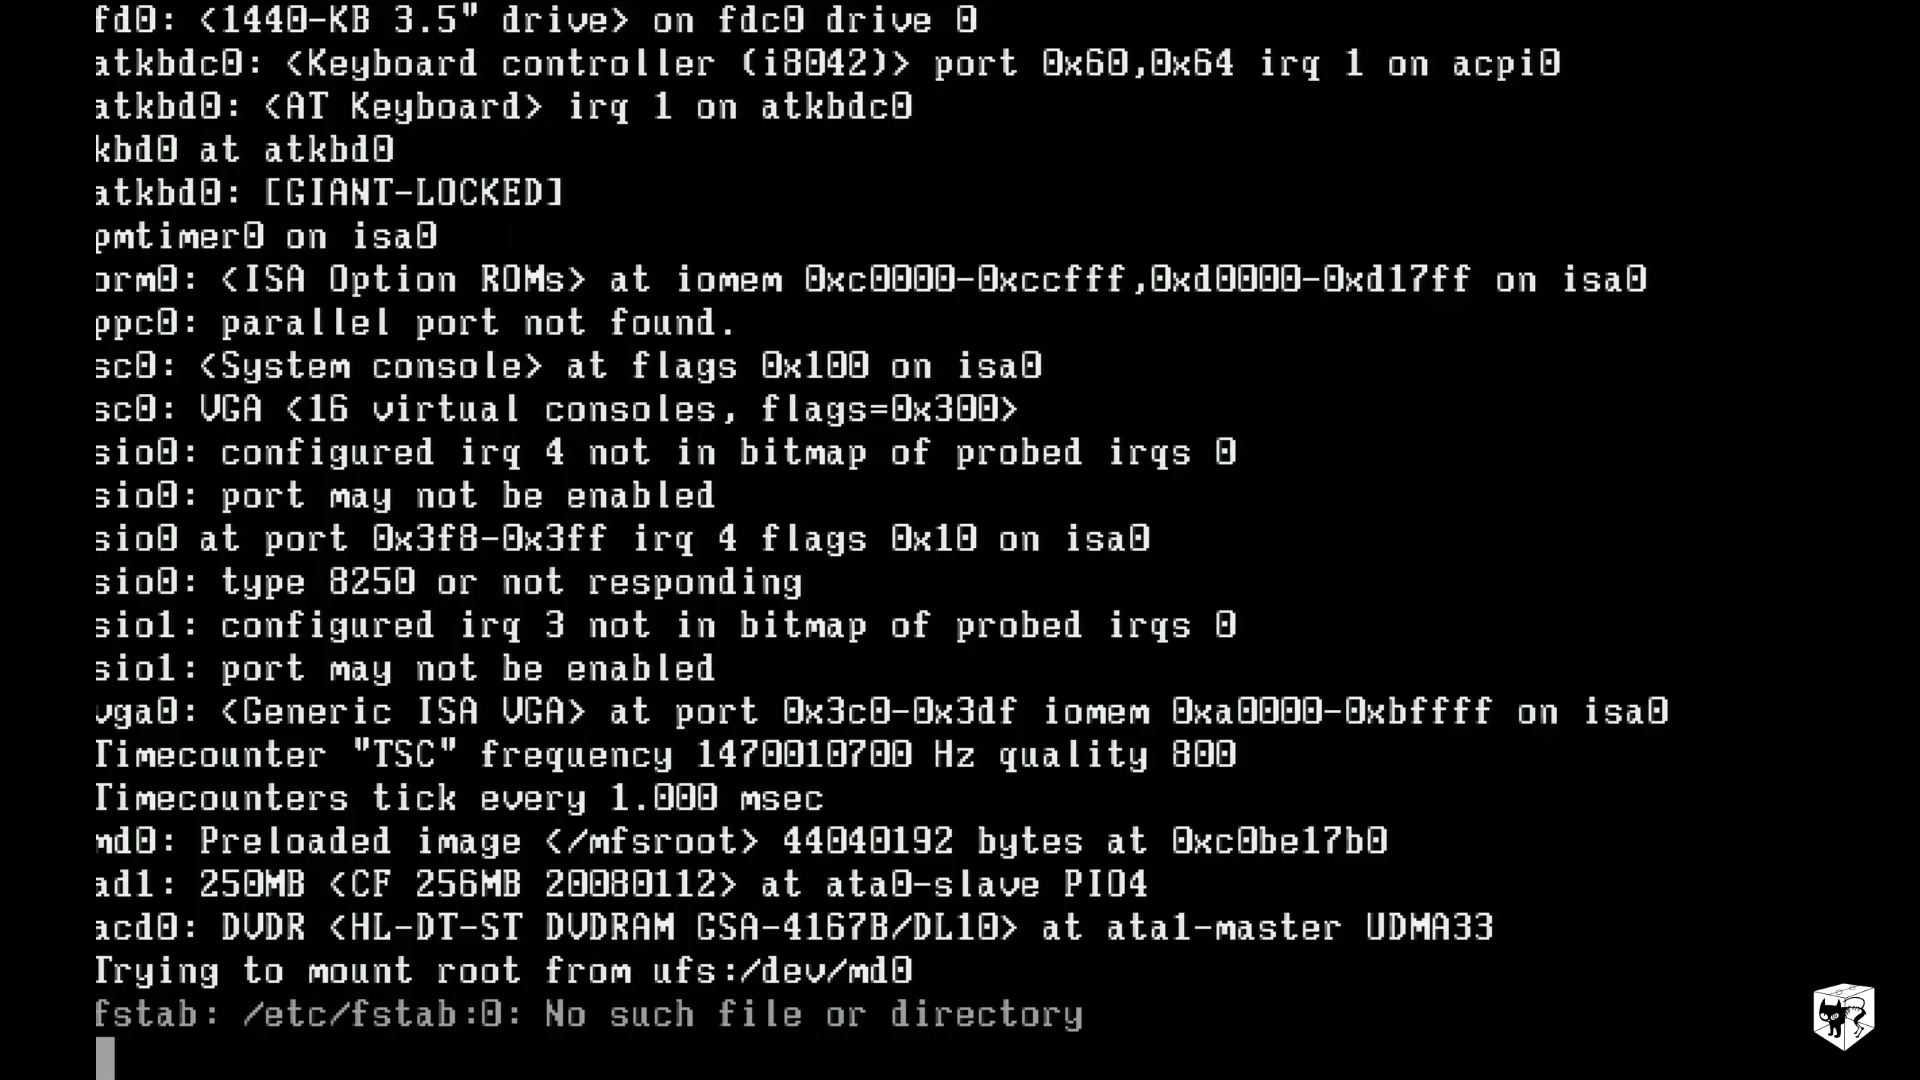 fd0: <1440-KB 3.5" drive> on fdc0 drive 0
atkbdc0: <Keyboard controller (i8042)> port 0x60,0x64 irq 1 on acpi0
atkbd0: <AT Keyboard> irq 1 on atkbdc0
kbd0 at atkbd0
atkbd0: [GIANT-LOCKED]
pmtimer0 on isa0
orm0: <ISA Option ROMs> at iomem 0xc0000-0xccfff,0xd0000-0xd17ff on isa0
ppc0: parallel port not found.
sc0: <System console> at flags 0x100 on isa0
sc0: VGA <16 virtual consoles, flags=0x300>
sio0: configured irq 4 not in bitmap of probed irqs 0
sio0: port may not be enabled
sio0 at port 0x3f8-0x3ff irq 4 flags 0x10 on isa0
sio0: type 8250 or not responding
sio1: configured irq 3 not in bitmap of probed irqs 0
sio1: port may not be enabled
vga0: <Generic ISA VGA> at port 0x3c0-0x3df iomem 0xa0000-0xbffff on isa0
Timecounter "TSC" frequency 1470010700 Hz quality 800
Timecounters tick every 1.000 msec
md0: Preloaded image </mfsroot> 44040192 bytes at 0xc0be17b0
ad1: 250MB <CF 256MB 20080112> at ata0-slave PIO4
acd0: DVDR <HL-DT-ST DVDRAM GSA-4167B/DL10> at ata1-master UDMA33
Trying to mount root from ufs:/dev/md0
fstab: /etc/fstab:0: No such file or directory